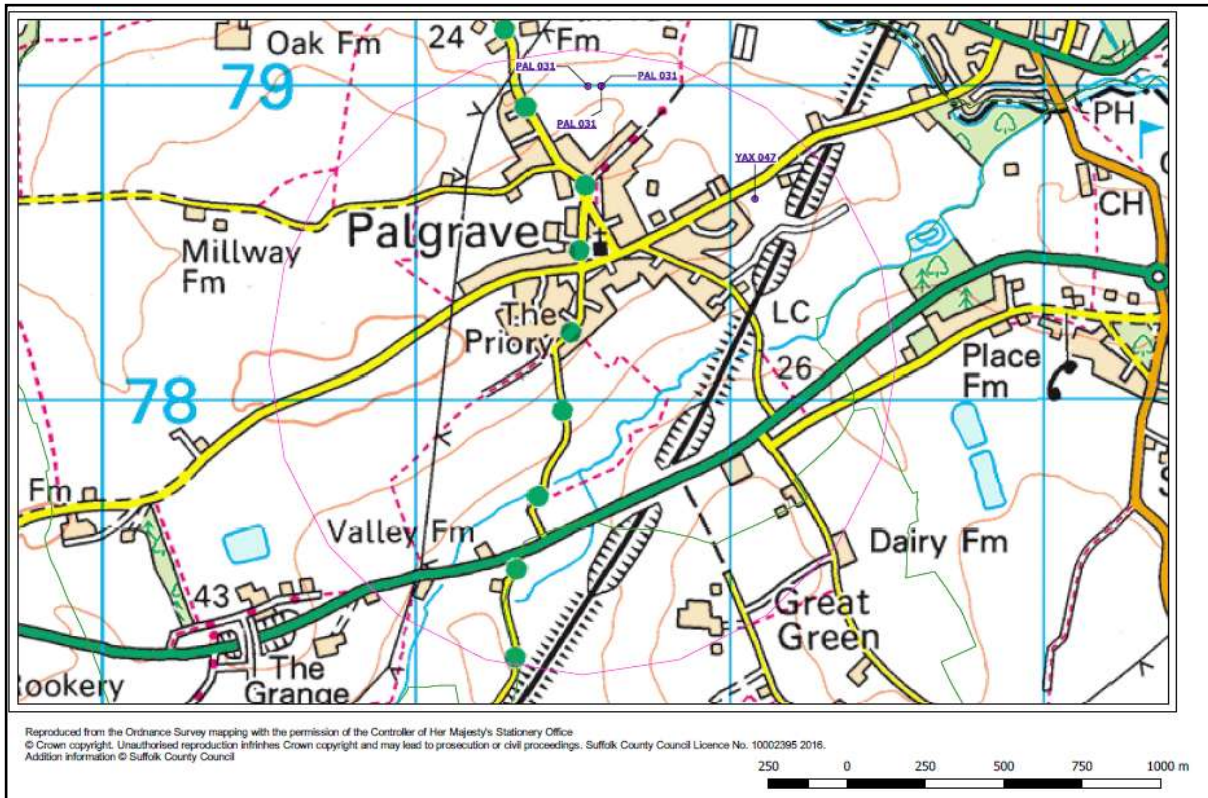 Oak Fm
24
Fm
79
PAL 031
PAL 031
PAL 031
PH
YAX 047
CH
Palgrave
Millway
Fm
LC
The
Priory
Place
Fm
26
78
Fm
Valley Fm
Dairy Fm
43
Great
Green
The
Grange
Rookery
Reproduced from the Ordnance Survey mapping with the permission of the Controller of Her Majesty's Stationery Office
© Crown copyright. Unauthorised reproduction infrinhes Crown copyright and may lead to prosecution or civil proceedings. Suffolk County Council Licence No. 10002395 2016.
Addition information © Suffolk County Council
250 0 250 500 750 1000 m